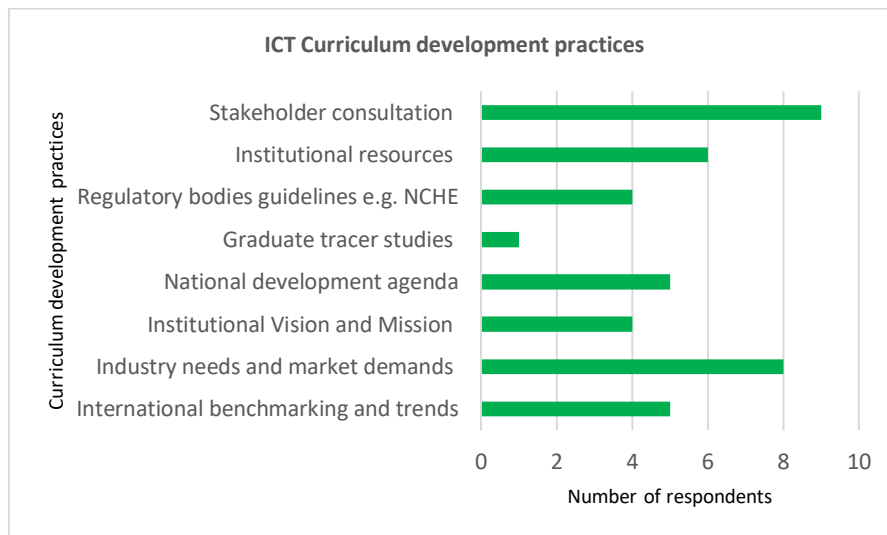 ICT Curriculum development practices
Curriculum development practices
Stakeholder consultation
Institutional resources
Regulatory bodies guidelines e.g. NCHE
Graduate tracer studies
National development agenda
Institutional Vision and Mission
Industry needs and market demands
International benchmarking and trends
0 2 4 6 8 10
Number of respondents